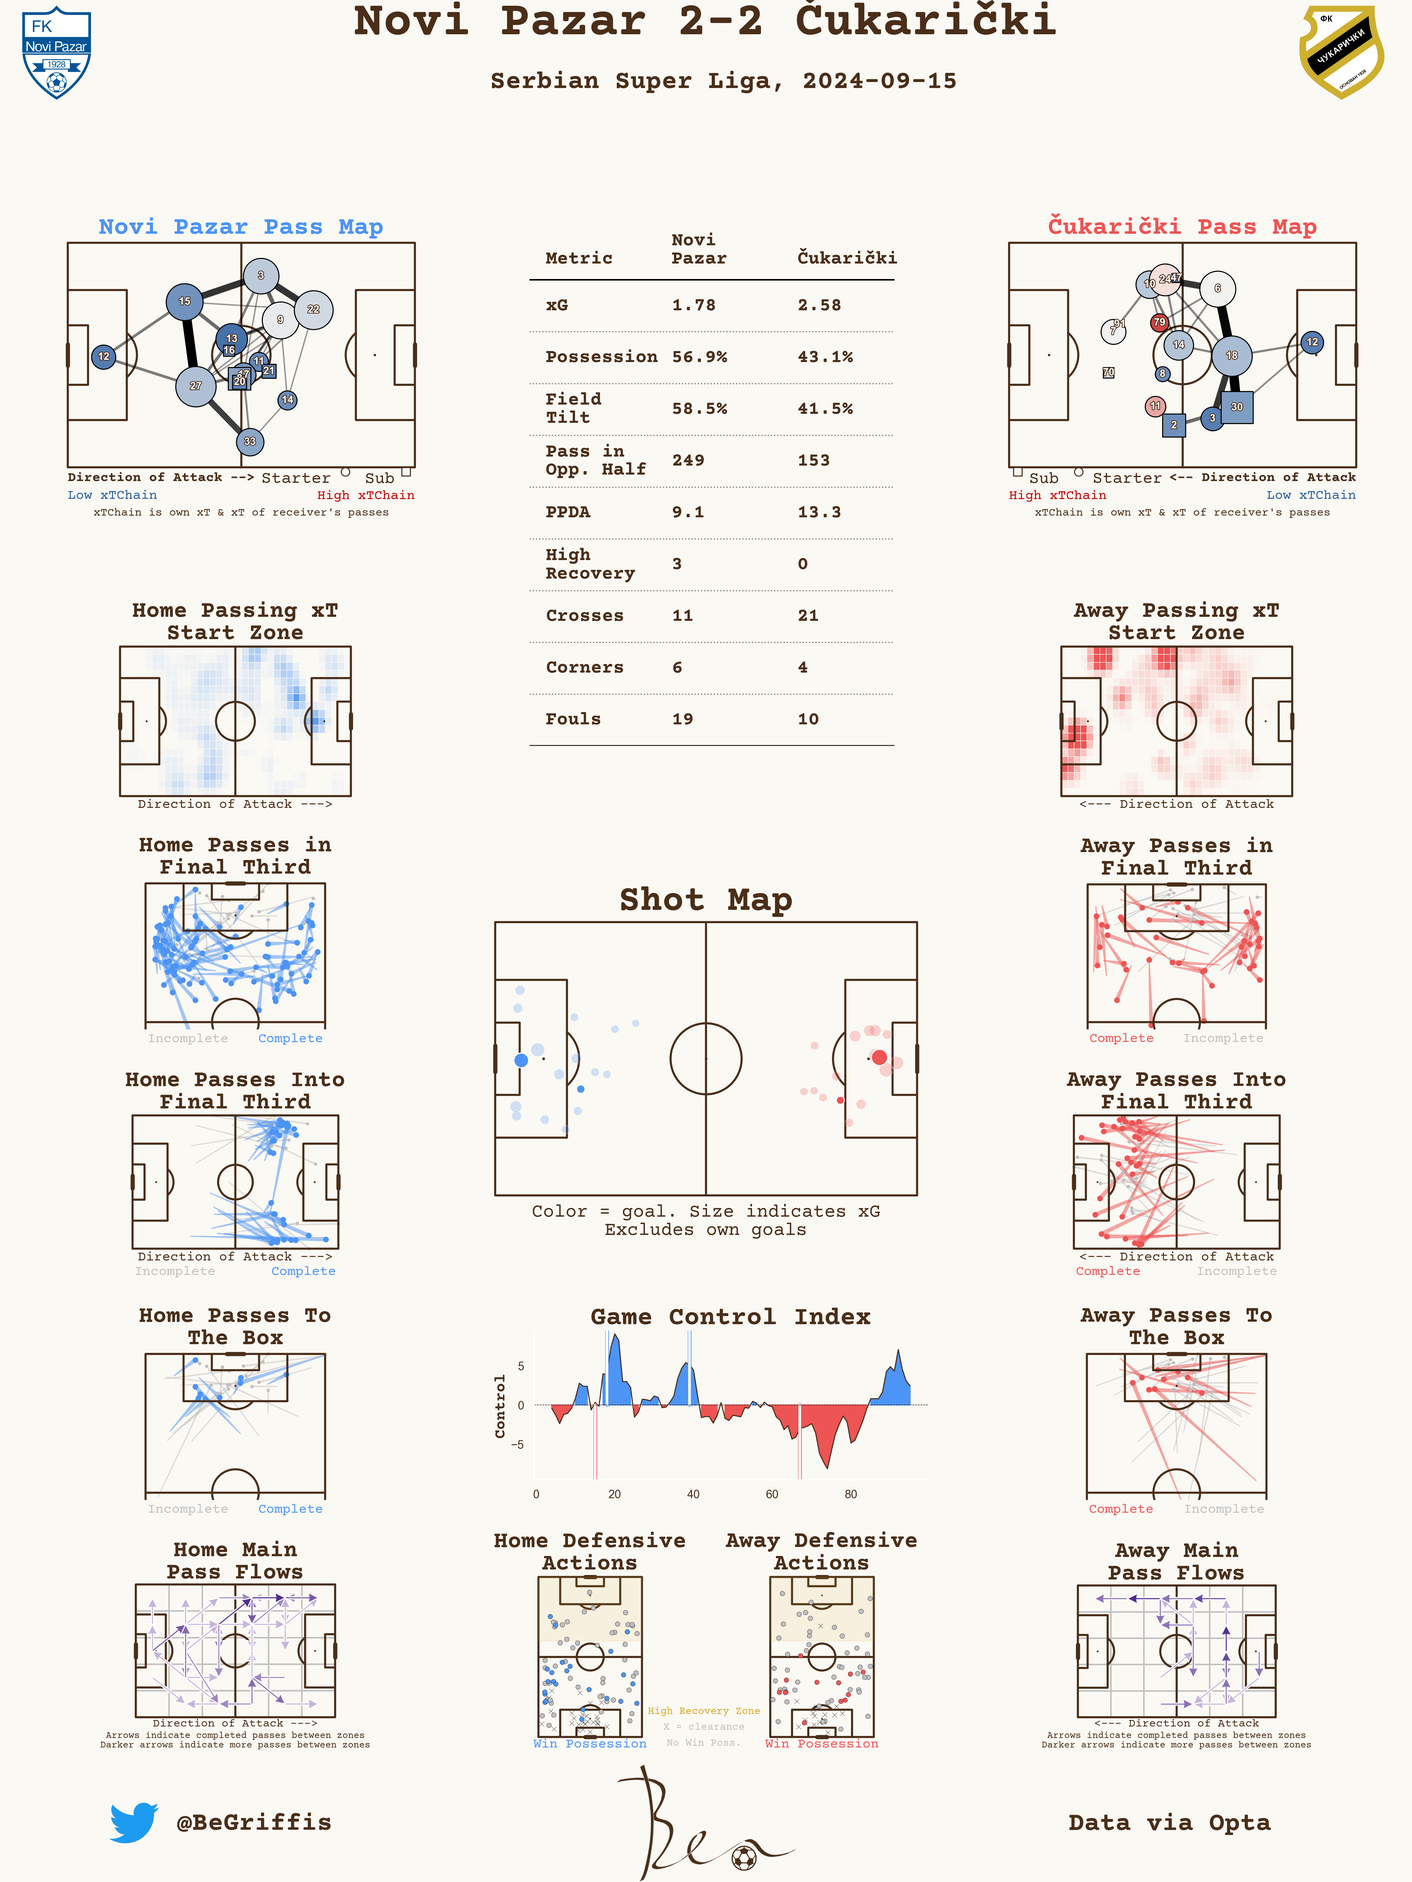 Novi Pazar 2-2 Čukarički
Serbian Super Liga, 2024-09-15
FK
Novi Pazar
1928
ФК
ЧУКАРИЧКИ
ОСНОВАН 1926
Novi Pazar Pass Map
3
15
22
9
13
16
12
11
21
17
20
27
14
33
Direction of Attack --> Starter Sub
Low xTChain High xTChain
xTChain is own xT & xT of receiver's passes
Metric Novi Pazar Čukarički
xG 1.78 2.58
Possession 56.9% 43.1%
Field Tilt 58.5% 41.5%
Pass in Opp. Half 249 153
PPDA 9.1 13.3
High Recovery 3 0
Crosses 11 21
Corners 6 4
Fouls 19 10
Čukarički Pass Map
10
24
47
6
91
7
79
14
18
12
70
8
11
3
30
2
Sub Starter <-- Direction of Attack
High xTChain Low xTChain
xTChain is own xT & xT of receiver's passes
Home Passing xT
Start Zone
Direction of Attack --->
Away Passing xT
Start Zone
<--- Direction of Attack
Home Passes in
Final Third
Incomplete Complete
Away Passes in
Final Third
Complete Incomplete
Shot Map
Color = goal. Size indicates xG
Excludes own goals
Home Passes Into
Final Third
Direction of Attack --->
Incomplete Complete
Away Passes Into
Final Third
<--- Direction of Attack
Complete Incomplete
Home Passes To
The Box
Incomplete Complete
Game Control Index
Control
5
0
−5
0 20 40 60 80
Away Passes To
The Box
Complete Incomplete
Home Main
Pass Flows
Direction of Attack --->
Arrows indicate completed passes between zones
Darker arrows indicate more passes between zones
Home Defensive
Actions
Win Possession
High Recovery Zone
X = clearance
No Win Poss.
Away Defensive
Actions
Win Possession
Away Main
Pass Flows
<--- Direction of Attack
Arrows indicate completed passes between zones
Darker arrows indicate more passes between zones
@BeGriffis
Ben
Data via Opta